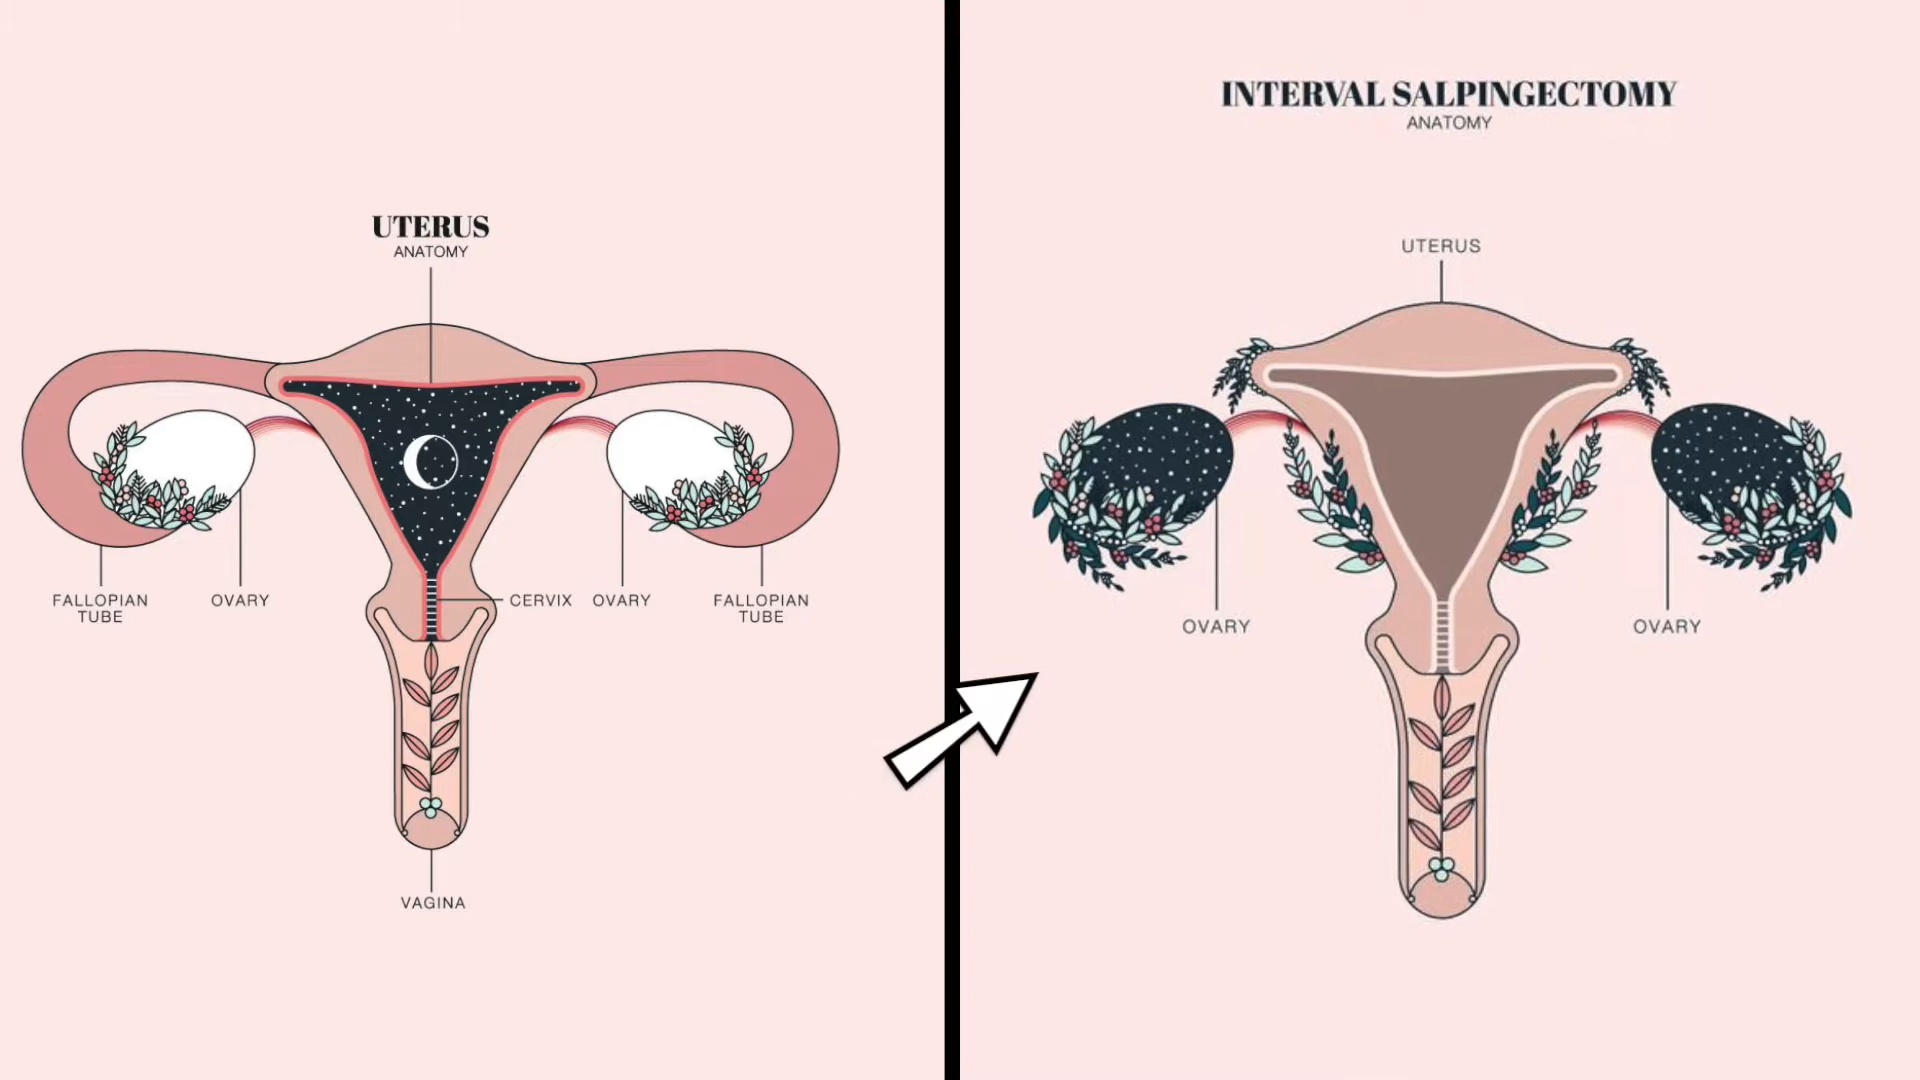 UTERUS
ANATOMY
FALLOPIAN
TUBE
OVARY
CERVIX
OVARY
FALLOPIAN
TUBE
VAGINA
INTERVAL SALPINGECTOMY
ANATOMY
UTERUS
OVARY
OVARY